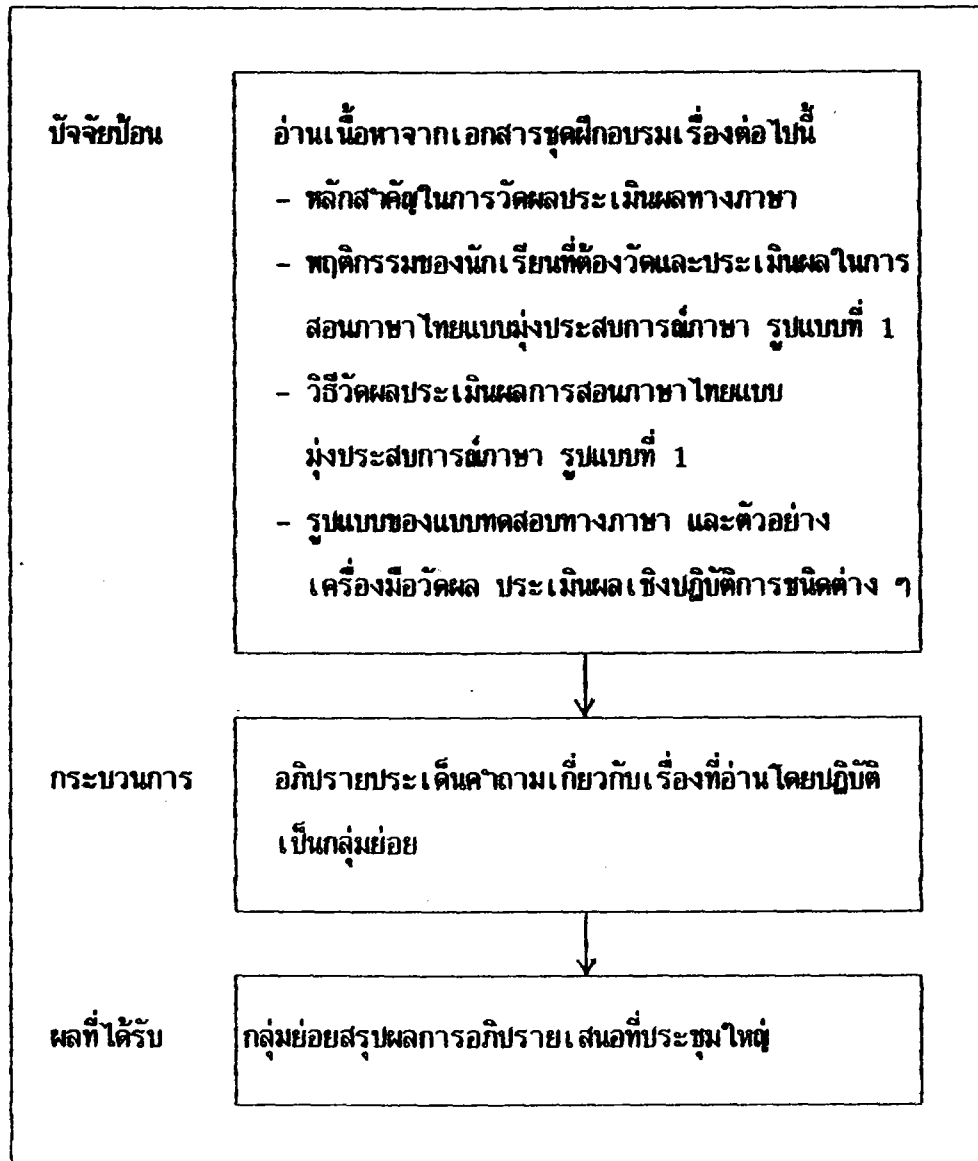 ปัจจัยป้อน อ่านเนื้อหาจากเอกสารชุดฝึกอบรมเรื่องต่อไปนี้
- หลักสำคัญในการวัดผลประเมินผลทางภาษา
- พฤติกรรมของนักเรียนที่ต้องวัดและประเมินผลในการ
สอนภาษาไทยแบบมุ่งประสบการณ์ภาษา รูปแบบที่ 1
- วิธีวัดผลประเมินผลการสอนภาษาไทยแบบ
มุ่งประสบการณ์ภาษา รูปแบบที่ 1
- รูปแบบของแบบทดสอบทางภาษา และตัวอย่าง
เครื่องมือวัดผล ประเมินผลเชิงปฏิบัติการชนิดต่าง ๆ
กระบวนการ อภิปรายประเด็นคำถามเกี่ยวกับเรื่องที่อ่านโดยปฏิบัติ
เป็นกลุ่มย่อย
ผลที่ได้รับ กลุ่มย่อยสรุปผลการอภิปรายเสนอที่ประชุมใหญ่